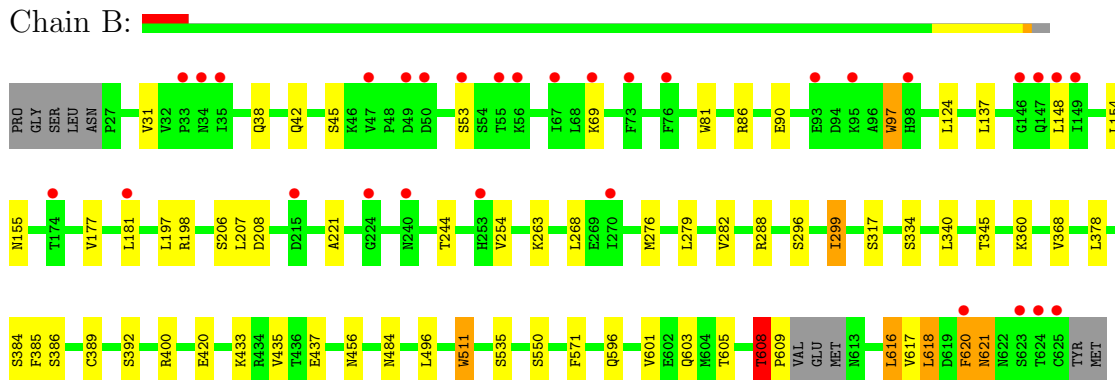 Chain B:
PRO GLY SER LEU ASN P27 V31 V32 P33 N34 I35 Q38 Q42 S45 K46 V47 P48 D49 D50 S53 S54 T55 K56 I67 L68 K69 F73 F76 W81 R86 E90 E93 D94 K95 A96 W97 H98 L124 L137 G146 Q147 L148 I149 L154
N155 T174 V177 L181 L197 R198 S206 L207 D208 D215 A221 G224 N240 T244 H253 V254 K263 L268 E269 I270 M276 L279 V282 R288 S296 I299 S317 S334 L340 T345 K360 V368 L378
S384 F385 S386 C389 S392 R400 E420 K433 R434 V435 T436 E437 N456 N484 L496 W511 S535 S550 F571 Q596 V601 E602 Q603 M604 T605 T608 P609 VAL GLU MET N613 L616 V617 L618 D619 F620 N621 N622 S623 T624 C625 TYR MET